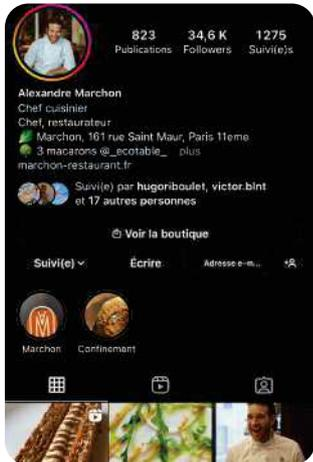 823 34,6 K 1275
Publications Followers Suivi(e)s
Alexandre Marchon
Chef cuisinier
Chef, restaurateur
Marchon, 161 rue Saint Maur, Paris 11eme
3 macarons @_ecotable_ plus
marchon-restaurant.fr
Suivi(e) par hugoriboulet, victor.blnt
et 17 autres personnes
Voir la boutique
Suivi(e) Écrire Adresse e-m...
Marchon Confinement